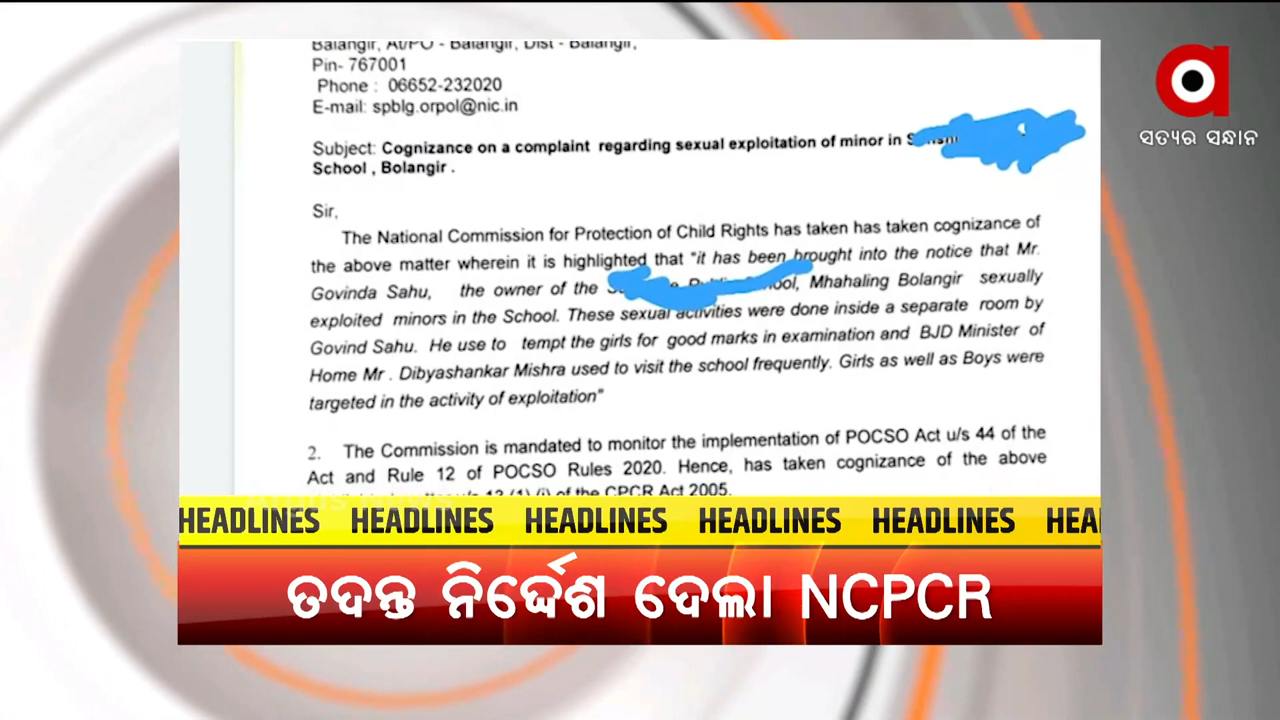 Balangir, At/PO - Balangir, Dist - Balangir,
Pin- 767001
Phone : 06652-232020
E-mail: spblg.orpol@nic.in
Subject: Cognizance on a complaint regarding sexual exploitation of minor in
School , Bolangir .
Sir,
The National Commission for Protection of Child Rights has taken has taken cognizance of
the above matter wherein it is highlighted that "it has been brought into the notice that Mr.
Govinda Sahu, the owner of the Mhahaling Bolangir sexually
exploited minors in the School. These sexual activities were done inside a separate room by
Govind Sahu. He use to tempt the girls for good marks in examination and BJD Minister of
Home Mr . Dibyashankar Mishra used to visit the school frequently. Girls as well as Boys were
targeted in the activity of exploitation"
2. The Commission is mandated to monitor the implementation of POCSO Act u/s 44 of the
Act and Rule 12 of POCSO Rules 2020. Hence, has taken cognizance of the above
of the CPCR Act 2005.
HEADLINES HEADLINES HEADLINES HEADLINES HEADLINES HEA
ତଦନ୍ତ ନିର୍ଦ୍ଦେଶ ଦେଲା NCPCR
ସତ୍ୟର ସନ୍ଧାନ